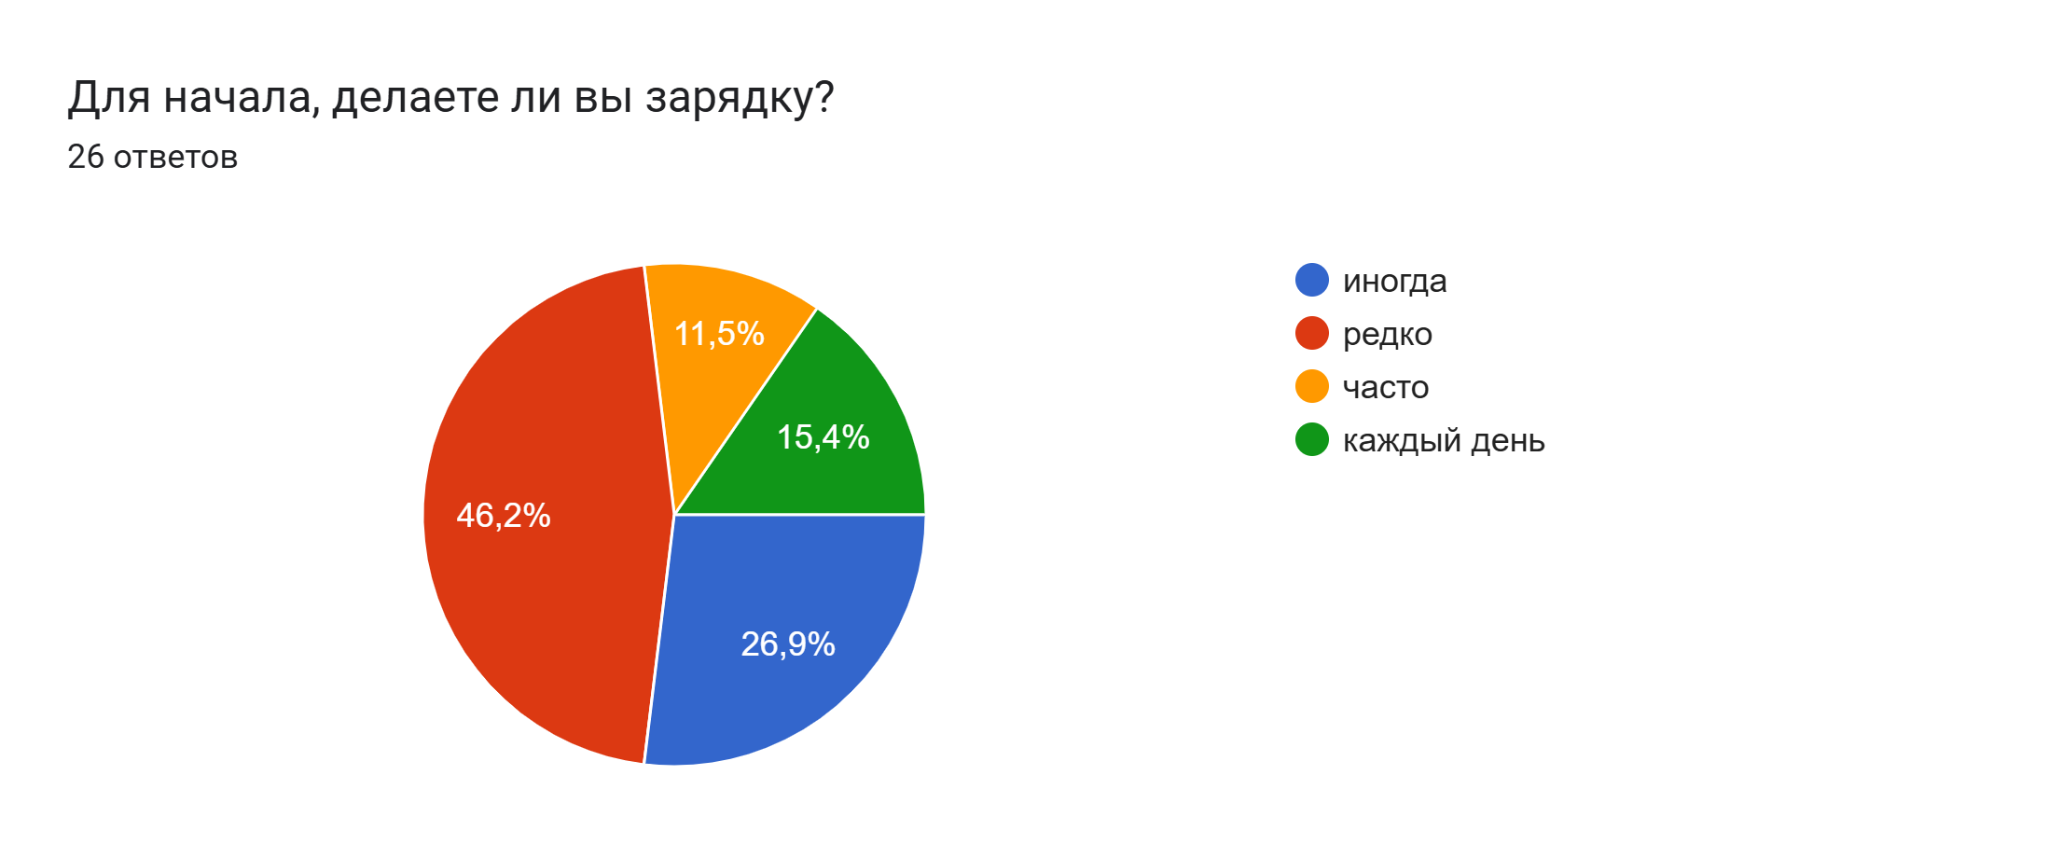 Для начала, делаете ли вы зарядку?
26 ответов
11,5%
15,4%
46,2%
26,9%
иногда
редко
часто
каждый день